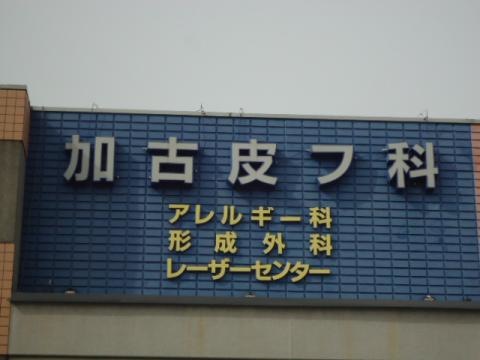 加古皮フ科
アレルギー科
形成外科
レーザーセンター